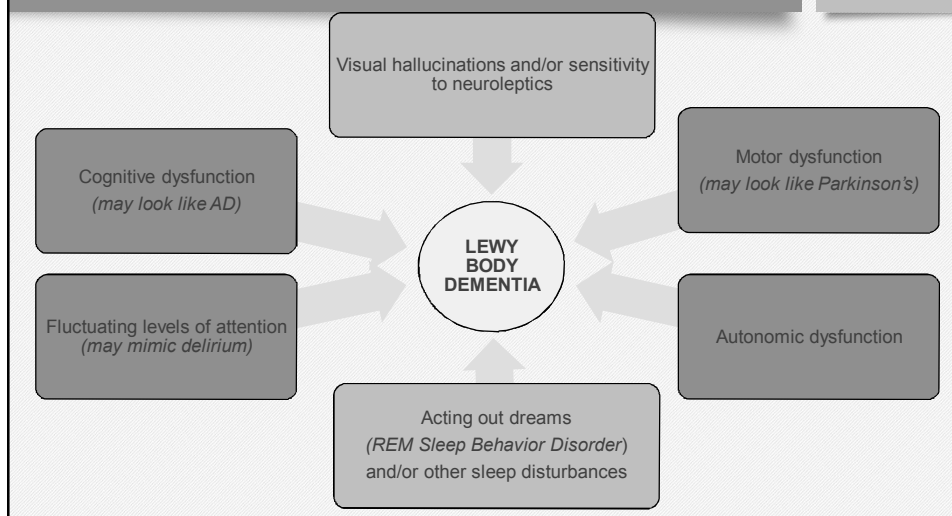 Visual hallucinations and/or sensitivity
to neuroleptics
Cognitive dysfunction
(may look like AD)
Motor dysfunction
(may look like Parkinson's)
LEWY
BODY
DEMENTIA
Fluctuating levels of attention
(may mimic delirium)
Autonomic dysfunction
Acting out dreams
(REM Sleep Behavior Disorder)
and/or other sleep disturbances